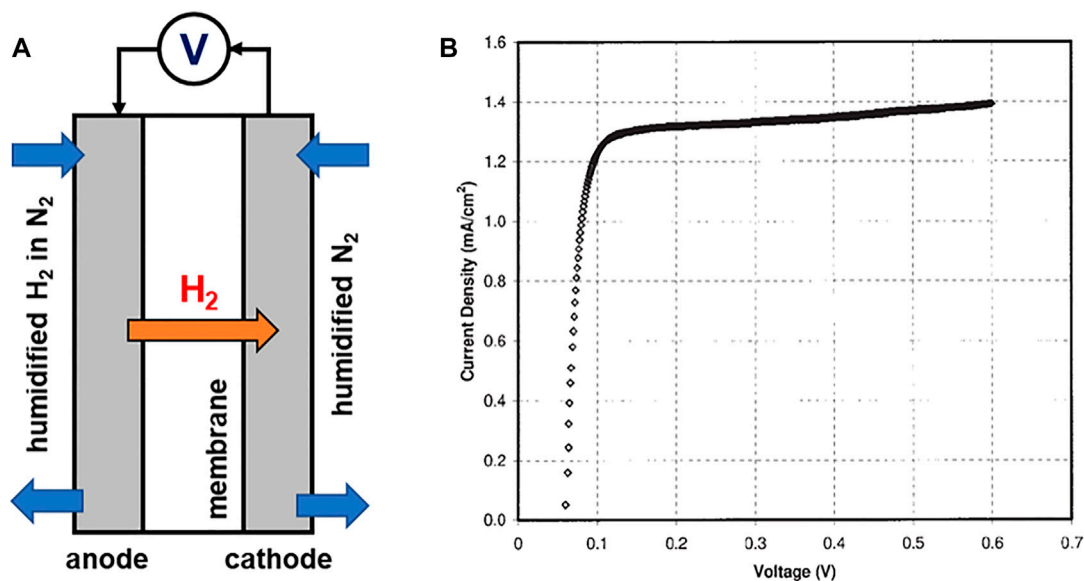 A
V
humidified H₂ in N₂
H₂
membrane
humidified N₂
anode
cathode
B
Current Density (mA/cm²)
1.6
1.4
1.2
1.0
0.8
0.6
0.4
0.2
0.0
0
0.1
0.2
0.3
0.4
0.5
0.6
0.7
Voltage (V)